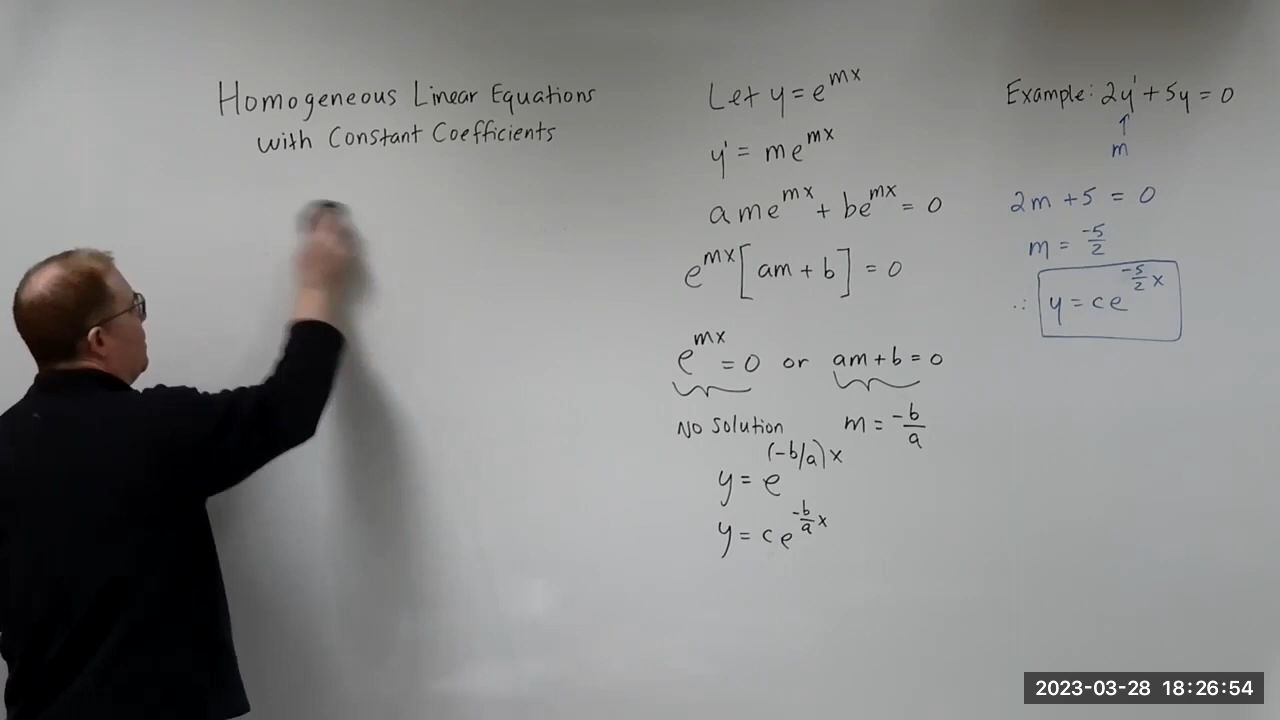 Homogeneous Linear Equations
with Constant Coefficients
Let y = e^{mx}
y' = me^{mx}
ame^{mx} + be^{mx} = 0
e^{mx}[am + b] = 0
e^{mx} = 0 or am + b = 0
No Solution m = -b/a
y = e^{(-b/a)x}
y = ce^{-b/a x}
Example: 2y' + 5y = 0
↑
m
2m + 5 = 0
m = -5/2
∴ y = ce^{-5/2 x}
2023-03-28 18:26:54